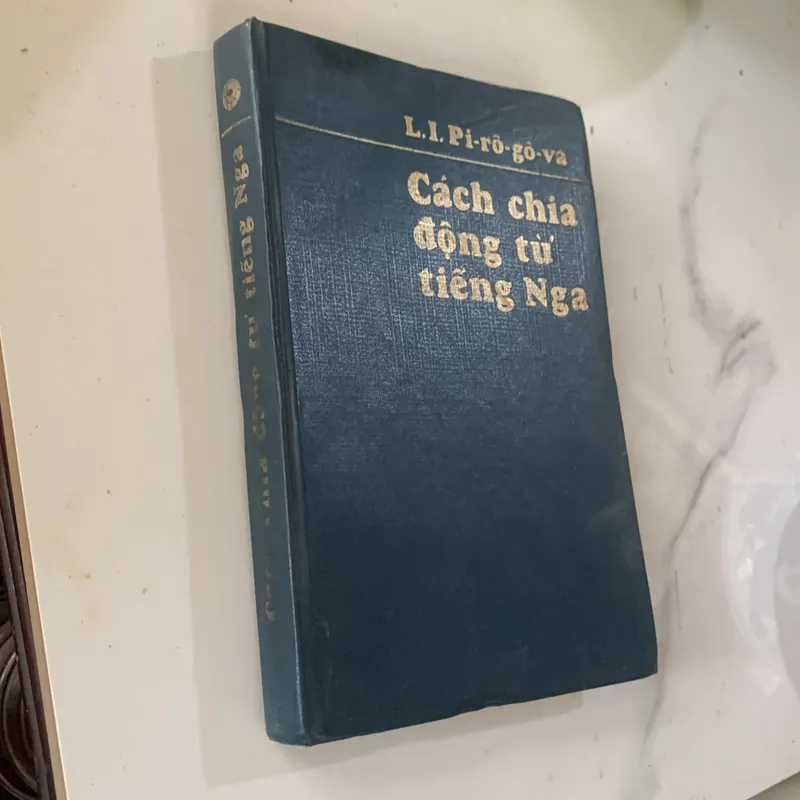 L.I. Pi-rô-gô-va
Cách chia
động từ
tiếng Nga
Cách chia động từ tiếng Nga